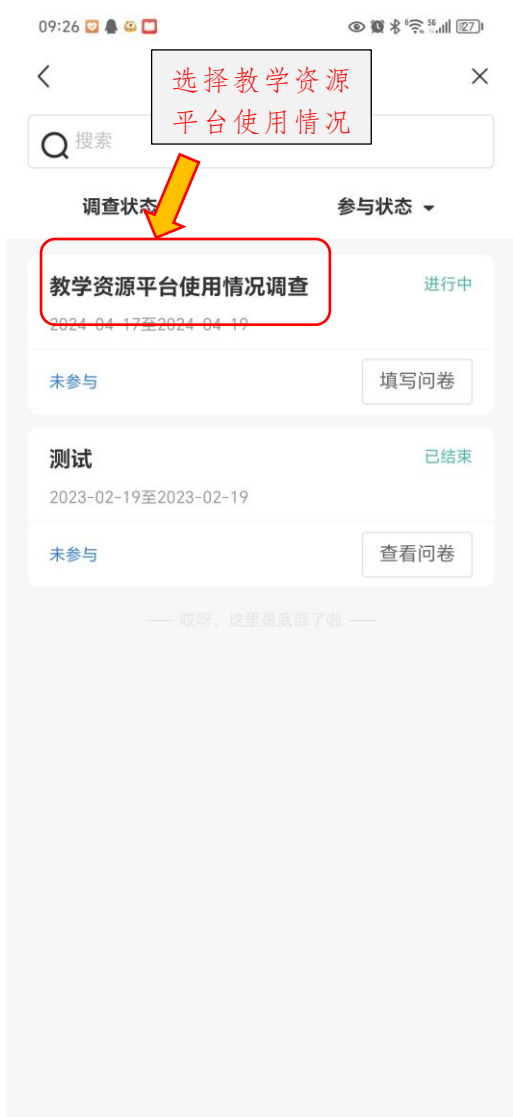 09:26
27
选择教学资源
平台使用情况
搜索
调查状态
参与状态
教学资源平台使用情况调查
进行中
2024-04-17至2024-04-19
未参与
填写问卷
测试
已结束
2023-02-19至2023-02-19
未参与
查看问卷
哎呀，这里是底部了啦